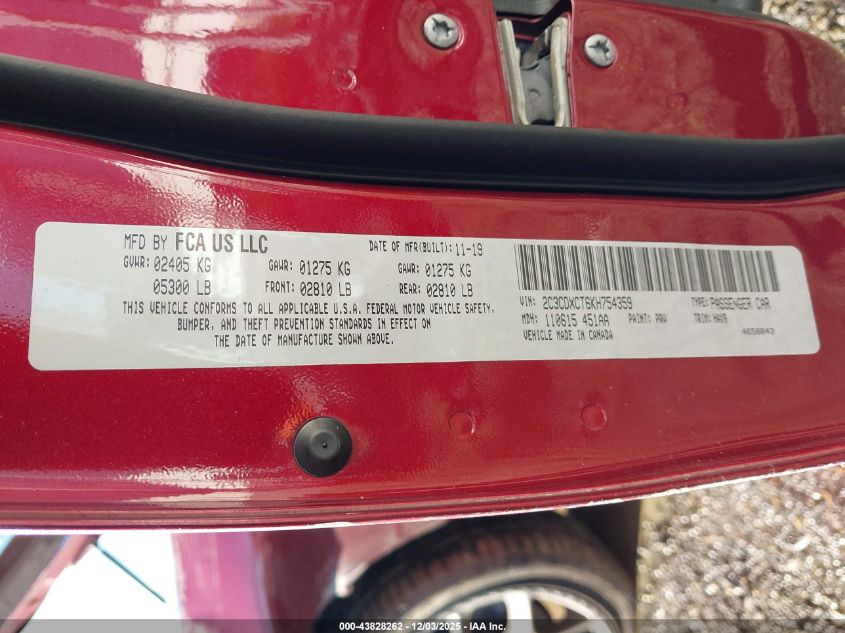 MFD BY FCA US LLC DATE OF MFR(BUILT): 11-19
GVWR: 02405 KG GAWR: 01275 KG GAWR: 01275 KG
05300 LB FRONT: 02810 LB REAR: 02810 LB
THIS VEHICLE CONFORMS TO ALL APPLICABLE U.S.A. FEDERAL MOTOR VEHICLE SAFETY,
BUMPER, AND THEFT PREVENTION STANDARDS IN EFFECT ON
THE DATE OF MANUFACTURE SHOWN ABOVE.
VIN: 2C3CDXCT6KH754359 TYPE: PASSENGER CAR
MDH: 110615 451AA PAINT: PRV TRIM: HAX9
VEHICLE MADE IN CANADA 4658843
000-43828262 - 12/03/2025 - IAA Inc.